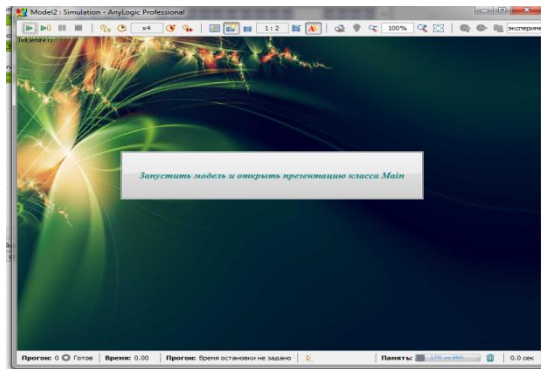 Model2 : Simulation - AnyLogic Professional
x4
1:2
100%
эксперимe
Запустить модель и открыть презентацию класса Main
Прогон: 0 Готов Время: 0.00 Прогон: Время остановки не задано Память: 0.0 сек